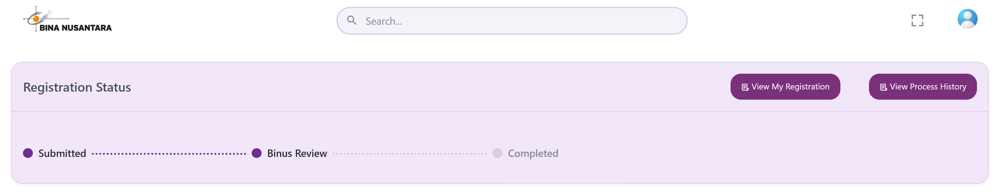 BINA NUSANTARA
Search...
Registration Status
View My Registration
View Process History
Submitted
Binus Review
Completed